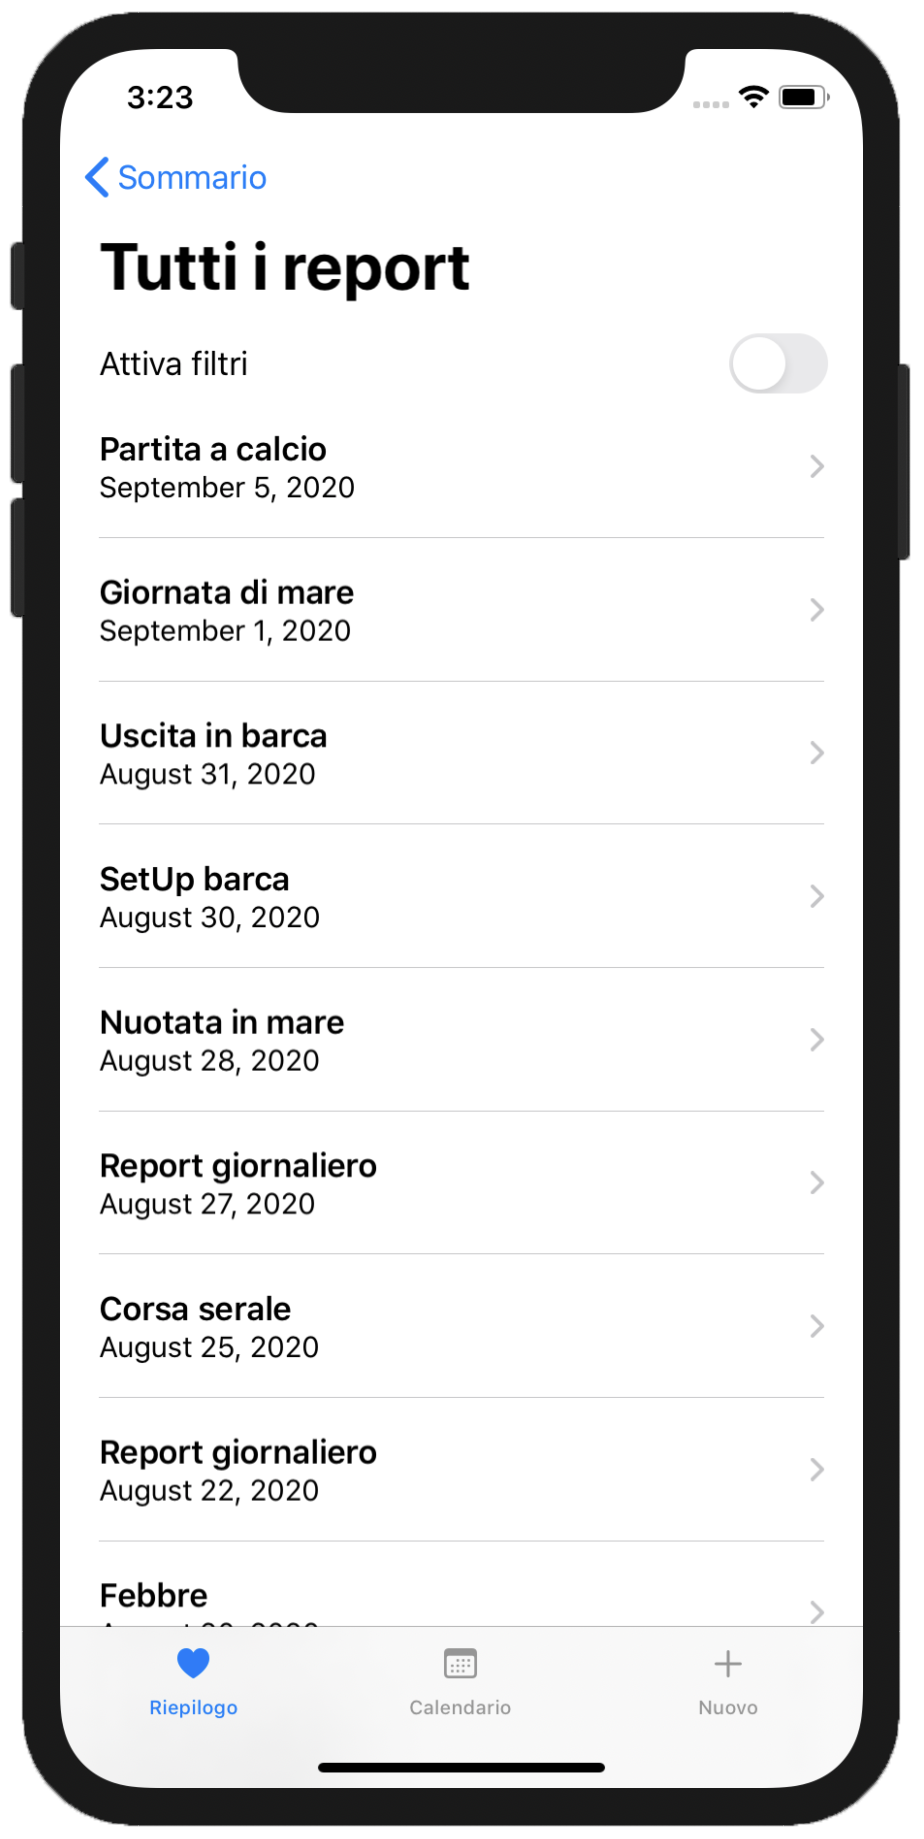 3:23
Sommario
Tutti i report
Attiva filtri
Partita a calcio
September 5, 2020
Giornata di mare
September 1, 2020
Uscita in barca
August 31, 2020
SetUp barca
August 30, 2020
Nuotata in mare
August 28, 2020
Report giornaliero
August 27, 2020
Corsa serale
August 25, 2020
Report giornaliero
August 22, 2020
Febbre
Riepilogo
Calendario
Nuovo